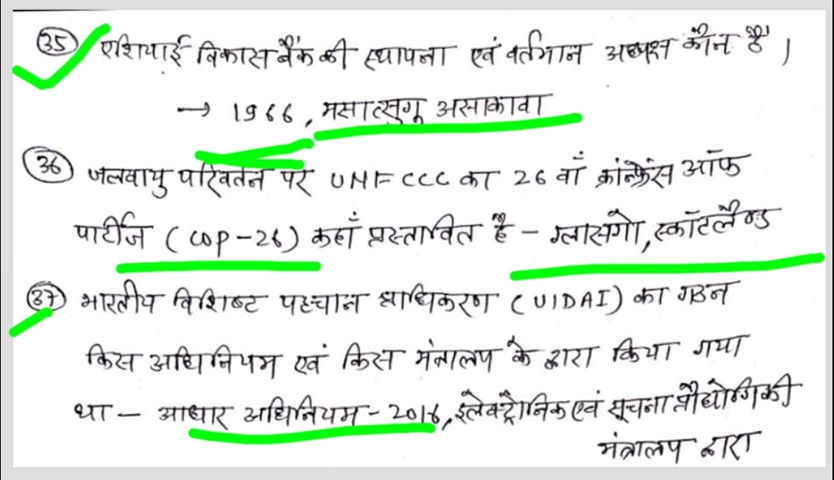 35 एशियाई विकास बैंक की स्थापना एवं वर्तमान अध्यक्ष कौन है।
→ 1966, मसात्सुगू असाकावा
36 जलवायु परिवर्तन पर UNFCCC का 26 वाँ कांन्फ्रेंस ऑफ
पार्टीज (COP-26) कहाँ प्रस्तावित है - ग्लासगो, स्कॉटलैण्ड
37 भारतीय विशिष्ट पहचान प्राधिकरण (UIDAI) का गठन
किस अधिनियम एवं किस मंत्रालय के द्वारा किया गया
था - आधार अधिनियम - 2016, इलेक्ट्रौनिक एवं सूचना प्रौद्योगिकी
मंत्रालय द्वारा